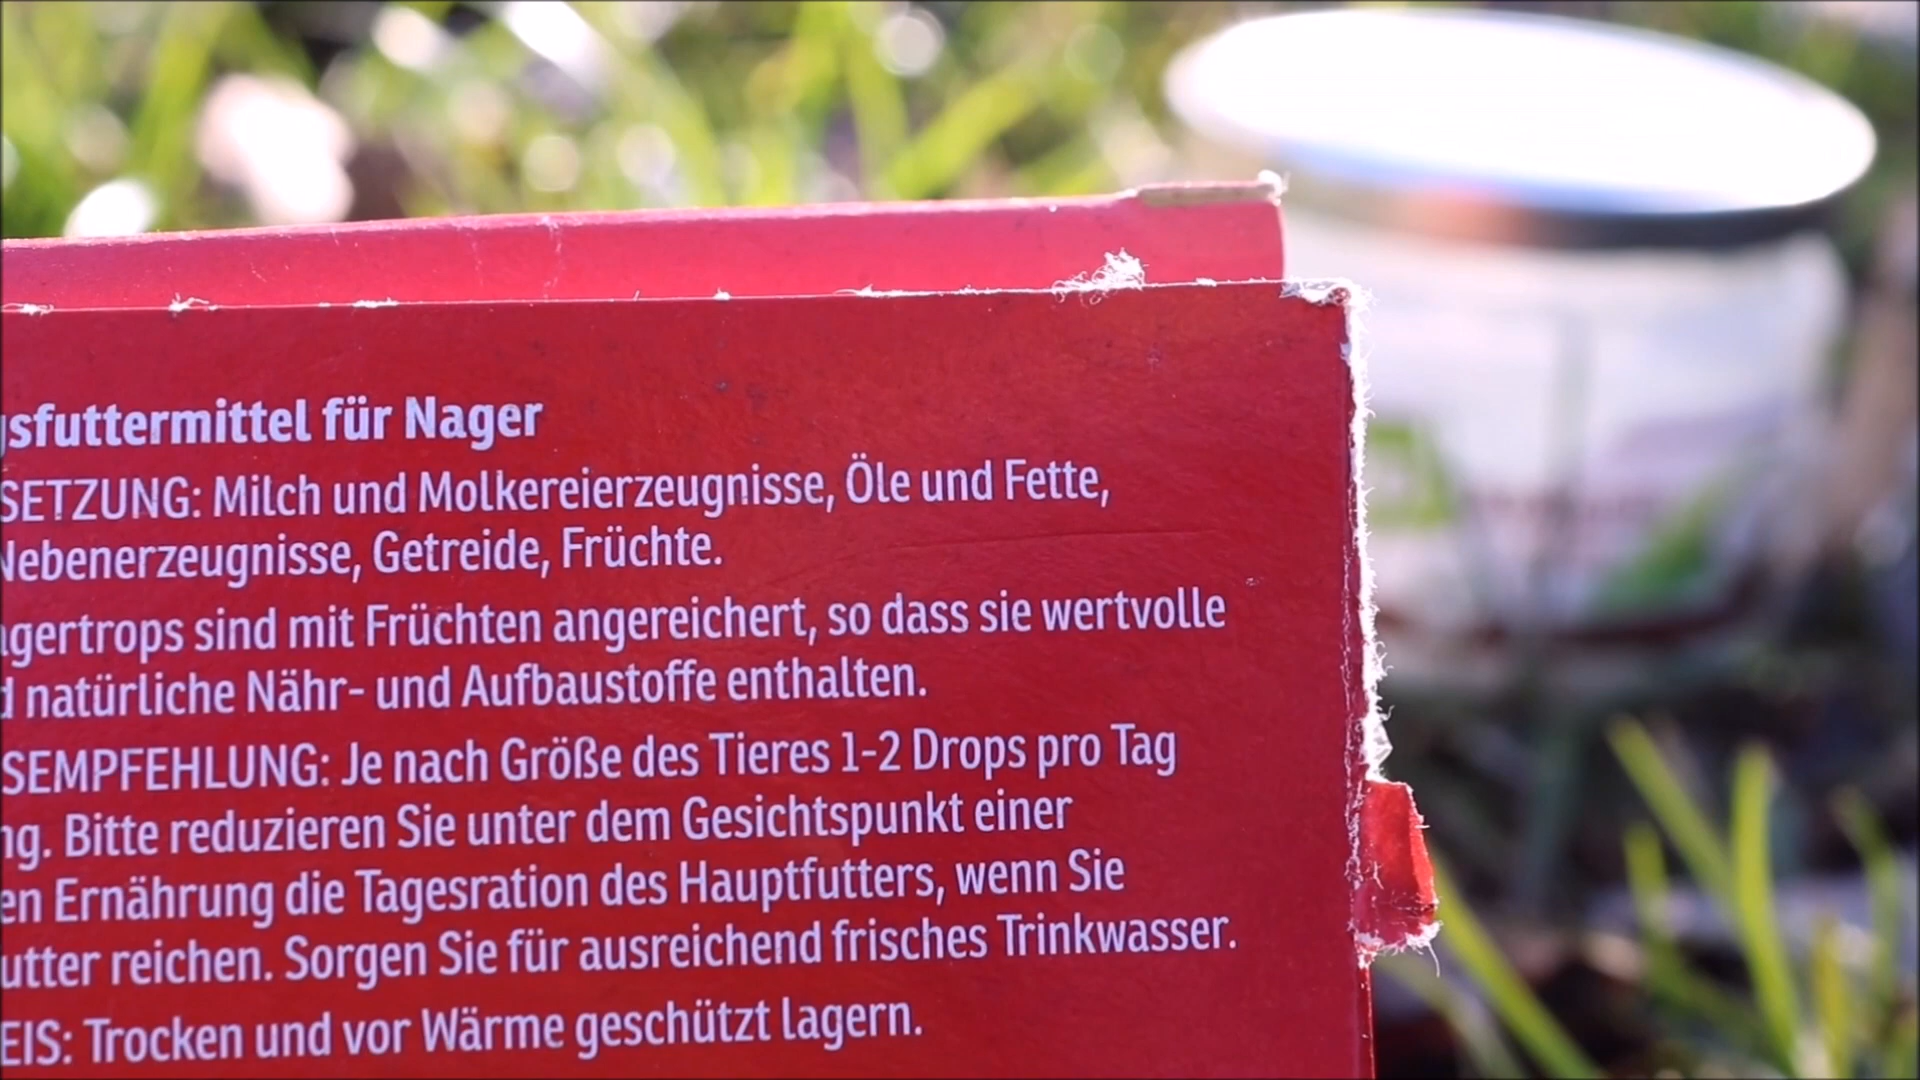 sfuttermittel für Nager
SETZUNG: Milch und Molkereierzeugnisse, Öle und Fette,
Nebenerzeugnisse, Getreide, Früchte.
gertrops sind mit Früchten angereichert, so dass sie wertvolle
d natürliche Nähr- und Aufbaustoffe enthalten.
SEMPFEHLUNG: Je nach Größe des Tieres 1-2 Drops pro Tag
ng. Bitte reduzieren Sie unter dem Gesichtspunkt einer
en Ernährung die Tagesration des Hauptfutters, wenn Sie
utter reichen. Sorgen Sie für ausreichend frisches Trinkwasser.
EIS: Trocken und vor Wärme geschützt lagern.